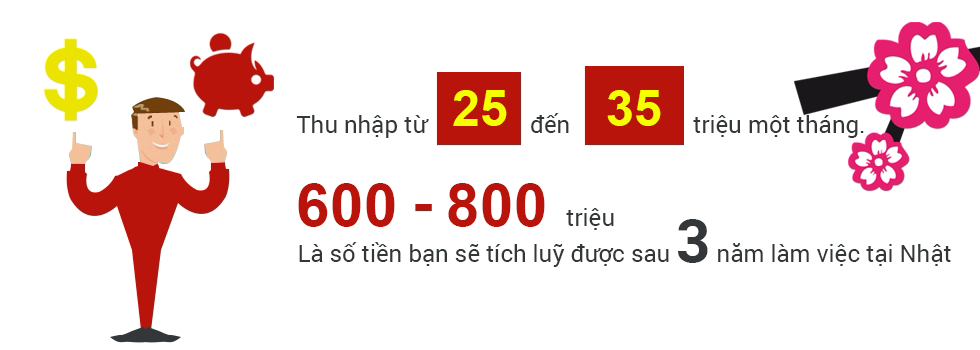 Thu nhập từ 25 đến 35 triệu một tháng.
600 - 800 triệu
Là số tiền bạn sẽ tích luỹ được sau 3 năm làm việc tại Nhật